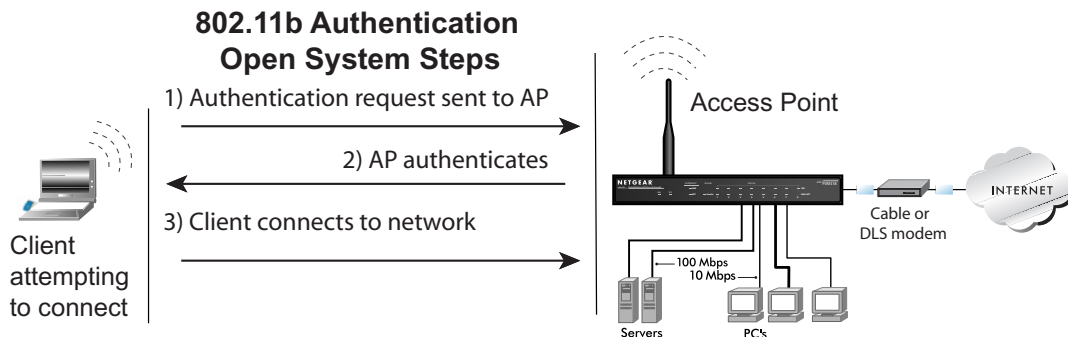 802.11b Authentication
Open System Steps
1) Authentication request sent to AP
2) AP authenticates
3) Client connects to network
Client
attempting
to connect
Access Point
NETGEAR
INTERNET
Cable or
DLS modem
100 Mbps
10 Mbps
Servers
PC's